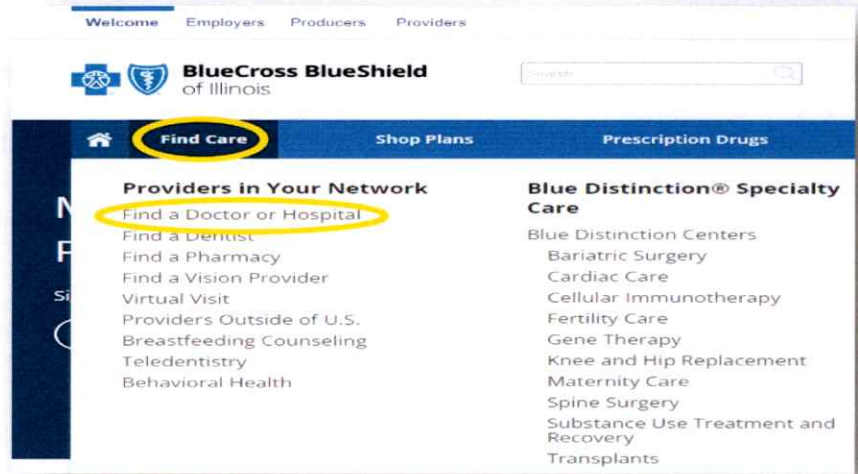 Welcome Employers Producers Providers
BlueCross BlueShield
of Illinois
Search
Find Care Shop Plans Prescription Drugs
Providers in Your Network
Find a Doctor or Hospital
Find a Dentist
Find a Pharmacy
Find a Vision Provider
Virtual Visit
Providers Outside of U.S.
Breastfeeding Counseling
Teledentistry
Behavioral Health
Blue Distinction® Specialty
Care
Blue Distinction Centers
Bariatric Surgery
Cardiac Care
Cellular Immunotherapy
Fertility Care
Gene Therapy
Knee and Hip Replacement
Maternity Care
Spine Surgery
Substance Use Treatment and
Recovery
Transplants